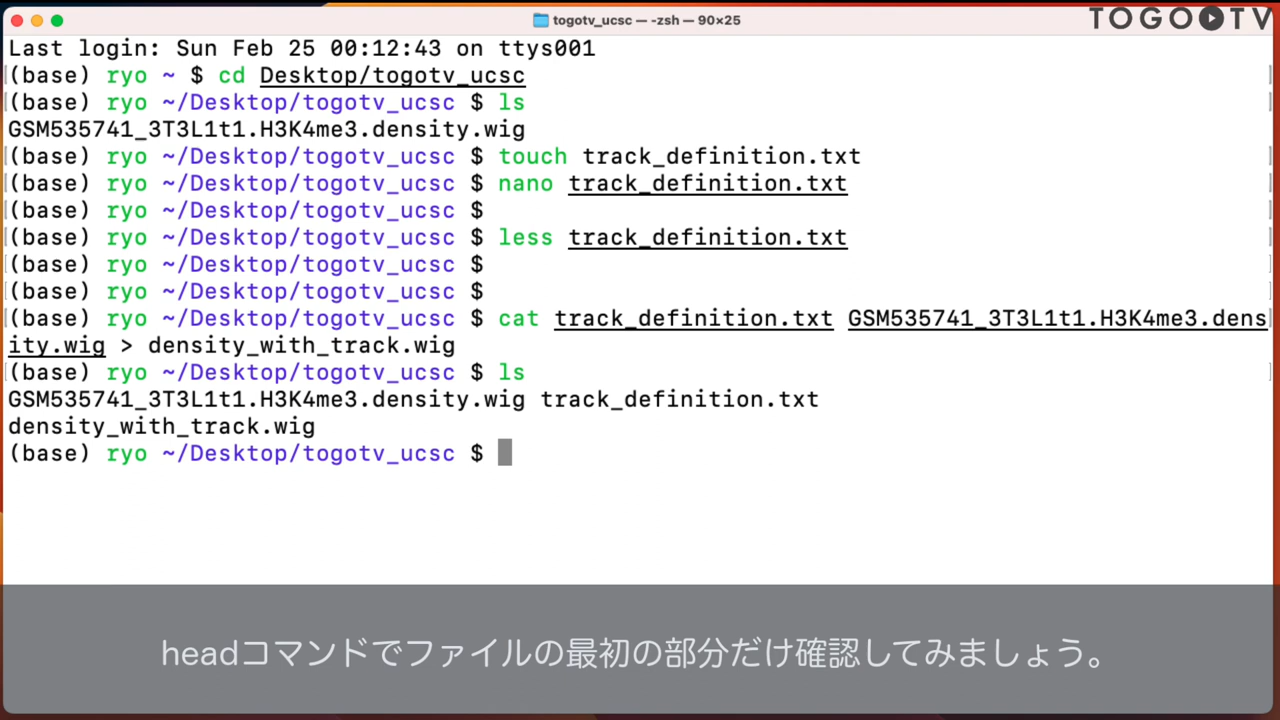 togotv_ucsc — -zsh — 90×25
TOGOTV
Last login: Sun Feb 25 00:12:43 on ttys001
(base) ryo ~ $ cd Desktop/togotv_ucsc
(base) ryo ~/Desktop/togotv_ucsc $ ls
GSM535741_3T3L1t1.H3K4me3.density.wig
(base) ryo ~/Desktop/togotv_ucsc $ touch track_definition.txt
(base) ryo ~/Desktop/togotv_ucsc $ nano track_definition.txt
(base) ryo ~/Desktop/togotv_ucsc $
(base) ryo ~/Desktop/togotv_ucsc $ less track_definition.txt
(base) ryo ~/Desktop/togotv_ucsc $
(base) ryo ~/Desktop/togotv_ucsc $
(base) ryo ~/Desktop/togotv_ucsc $ cat track_definition.txt GSM535741_3T3L1t1.H3K4me3.dens
ity.wig > density_with_track.wig
(base) ryo ~/Desktop/togotv_ucsc $ ls
GSM535741_3T3L1t1.H3K4me3.density.wig track_definition.txt
density_with_track.wig
(base) ryo ~/Desktop/togotv_ucsc $
headコマンドでファイルの最初の部分だけ確認してみましょう。